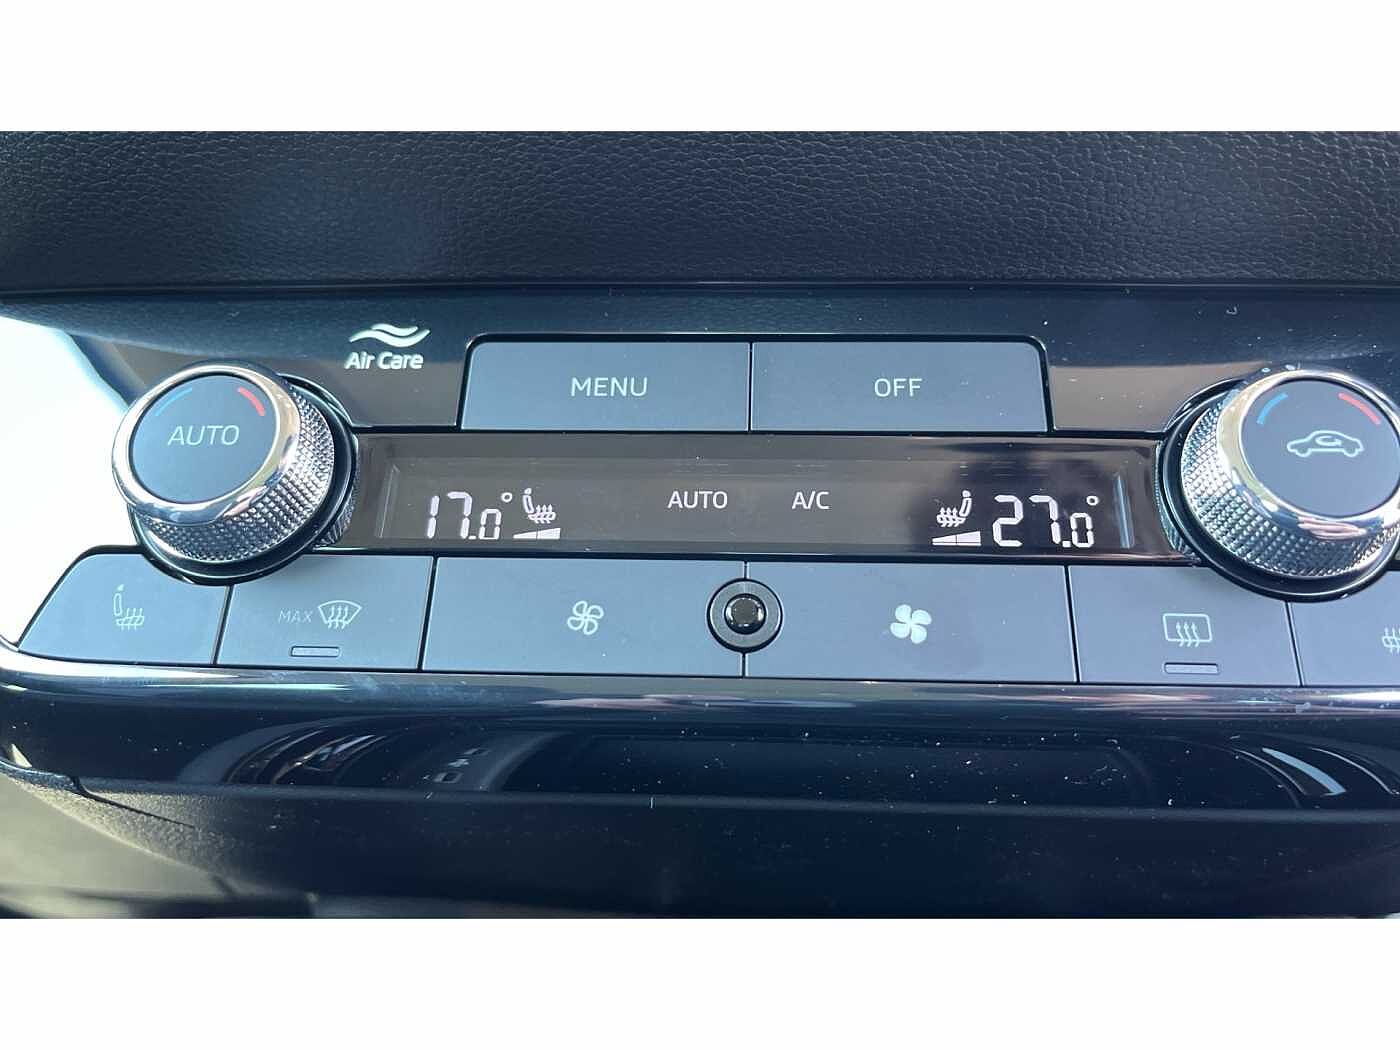 Air Care
MENU
OFF
AUTO
17.0°
AUTO
A/C
27.0°
MAX